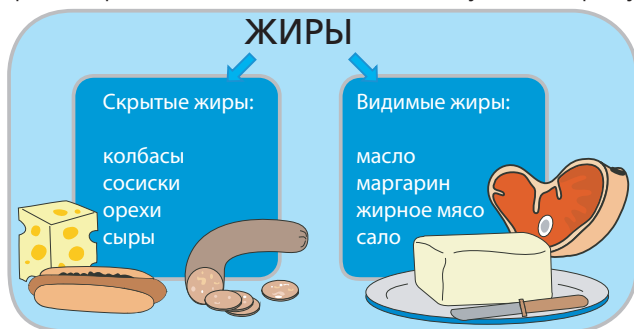 ЖИРЫ
Скрытые жиры:
колбасы
сосиски
орехи
сыры
Видимые жиры:
масло
маргарин
жирное мясо
сало